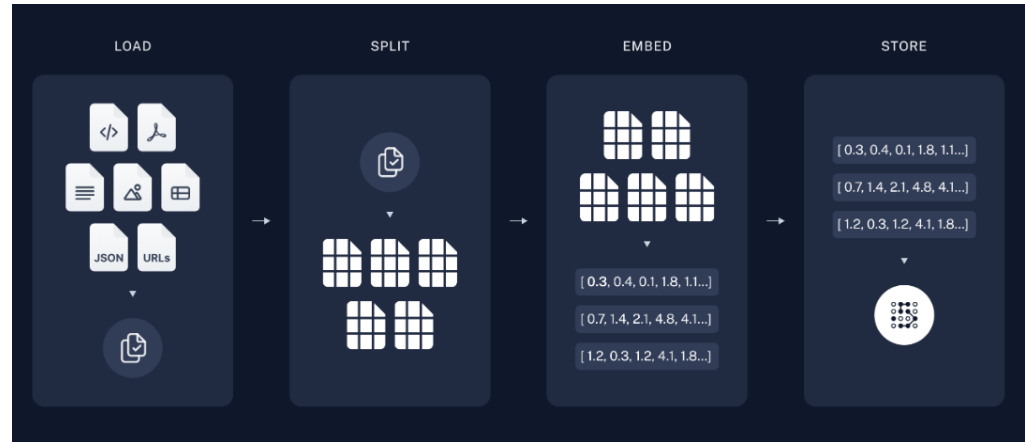 LOAD
SPLIT
EMBED
STORE
</>
JSON
URLs
[ 0.3, 0.4, 0.1, 1.8, 1.1...]
[ 0.7, 1.4, 2.1, 4.8, 4.1...]
[ 1.2, 0.3, 1.2, 4.1, 1.8...]
[ 0.3, 0.4, 0.1, 1.8, 1.1...]
[ 0.7, 1.4, 2.1, 4.8, 4.1...]
[ 1.2, 0.3, 1.2, 4.1, 1.8...]